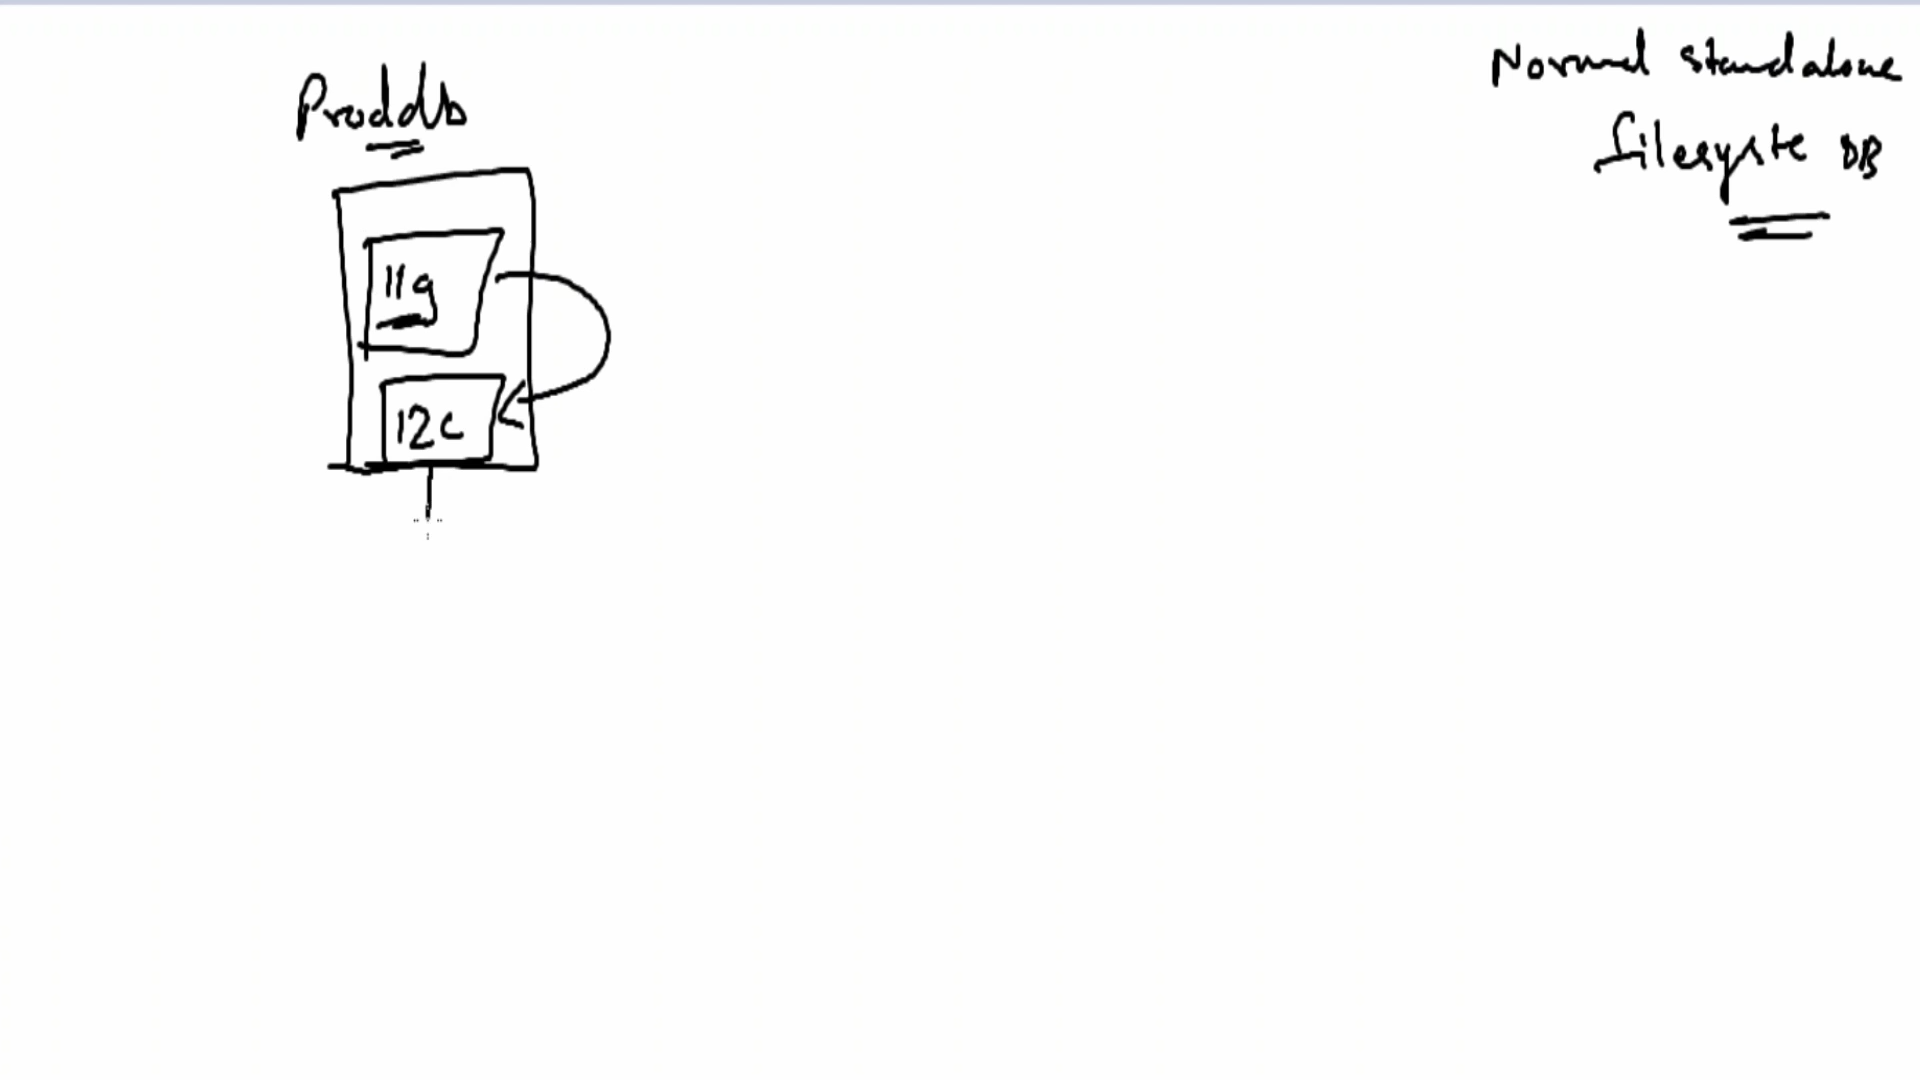 Proddb
11g
12c
Normal standalone
filesyste DB